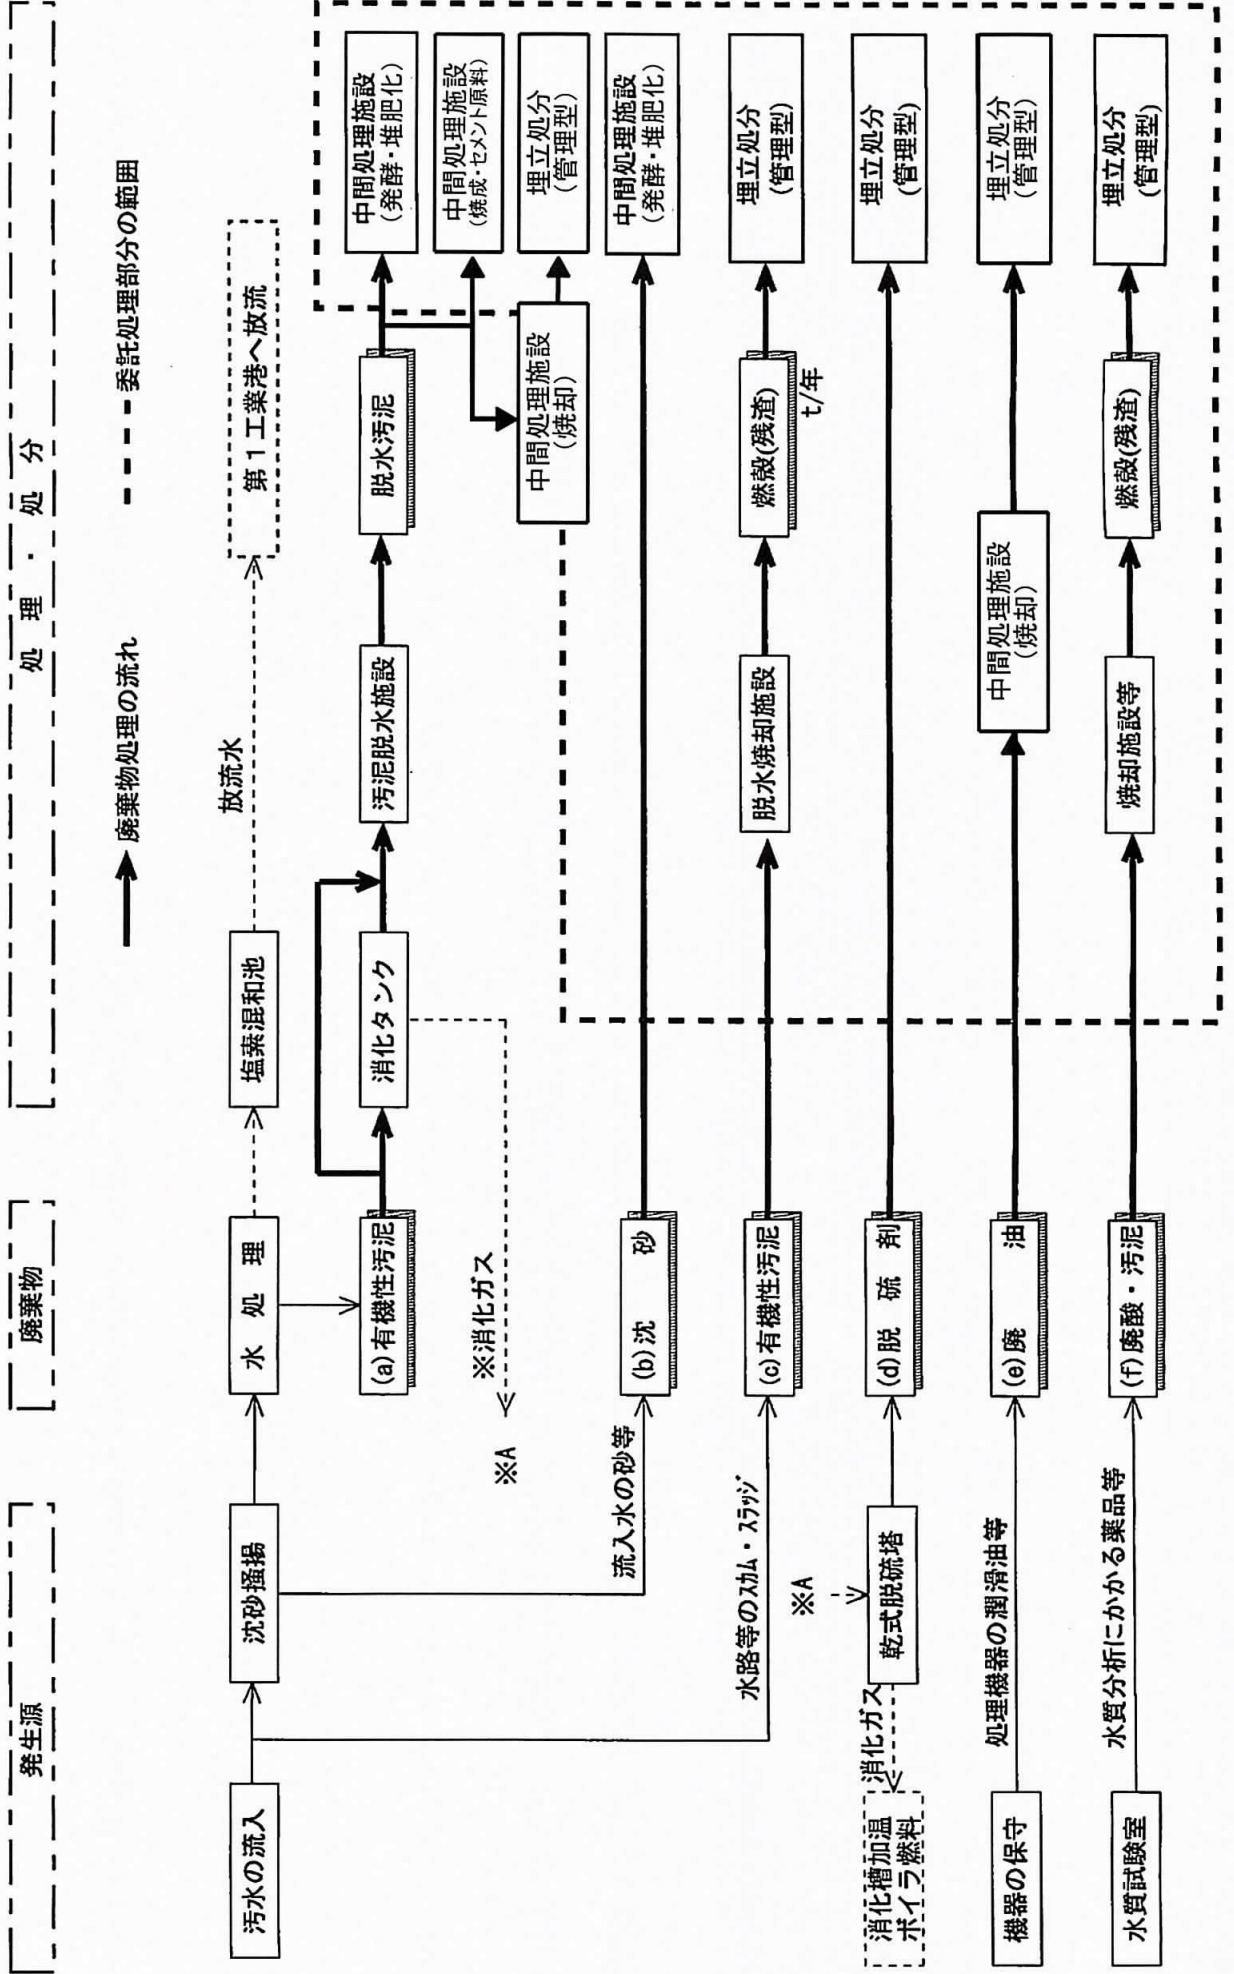 発生源
廃棄物
処理・処分
廃棄物処理の流れ
委託処理部分の範囲
汚水の流入
沈砂掻揚
水処理
塩素混和池
放流水
第1工業港へ放流
(a)有機性汚泥
消化タンク
汚泥脱水施設
脱水汚泥
中間処理施設
(発酵・堆肥化)
中間処理施設
(焼成・セメント原料)
中間処理施設
(焼却)
埋立処分
(管理型)
※消化ガス
※A
流入水の砂等
(b)沈砂
中間処理施設
(発酵・堆肥化)
水路等のスカム・スラッジ
(c)有機性汚泥
脱水焼却施設
燃殻(残渣)
t/年
埋立処分
(管理型)
※A
消化槽加温
ボイラ燃料
消化ガス
乾式脱硫塔
(d)脱硫剤
埋立処分
(管理型)
機器の保守
処理機器の潤滑油等
(e)廃油
中間処理施設
(焼却)
埋立処分
(管理型)
水質試験室
水質分析にかかる薬品等
(f)廃酸・汚泥
焼却施設等
燃殻(残渣)
埋立処分
(管理型)